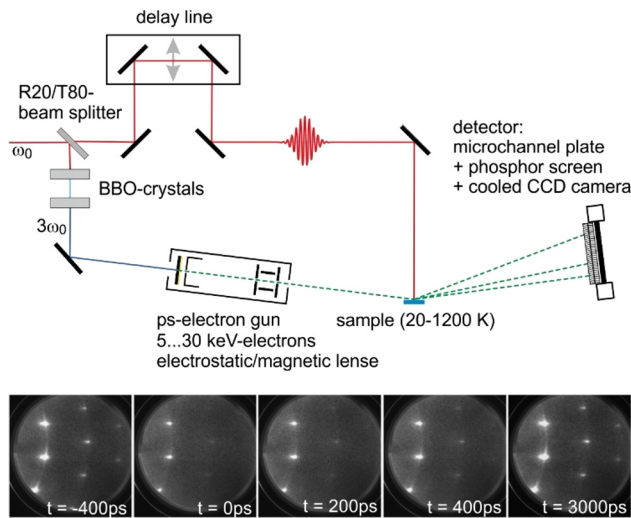 delay line
R20/T80-
beam splitter
ω0
BBO-crystals
3ω0
detector:
microchannel plate
+ phosphor screen
+ cooled CCD camera
ps-electron gun
5...30 keV-electrons
electrostatic/magnetic lense
sample (20-1200 K)
t = -400ps
t = 0ps
t = 200ps
t = 400ps
t = 3000ps